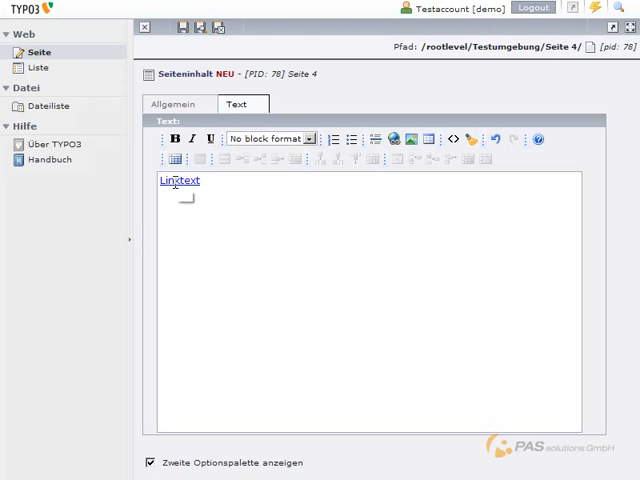 TYPO3
Testaccount [demo]
Logout
Web
Seite
Liste
Datei
Dateiliste
Hilfe
Über TYPO3
Handbuch
Pfad: /rootlevel/Testumgebung/Seite 4/ [pid: 78]
Seiteninhalt NEU - [PID: 78] Seite 4
Allgemein
Text
Text:
B I U
No block format
Linktext
PAS solutions GmbH
Zweite Optionspalette anzeigen